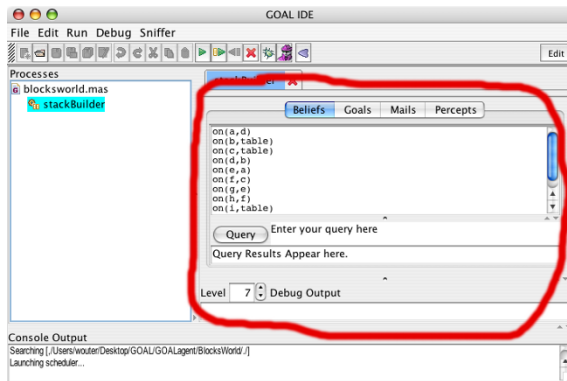 GOAL IDE
File Edit Run Debug Sniffer
Edit
Processes
blocksworld.mas
stackBuilder
stackBuilder
Beliefs Goals Mails Percepts
on(a,d)
on(b,table)
on(c,table)
on(d,b)
on(e,a)
on(f,c)
on(g,e)
on(h,f)
on(i,table)
Query Enter your query here
Query Results Appear here.
Level 7 Debug Output
Console Output
Searching [,/Users/wouter/Desktop/GOAL/GOALagent/BlocksWorld/./]
Launching scheduler...